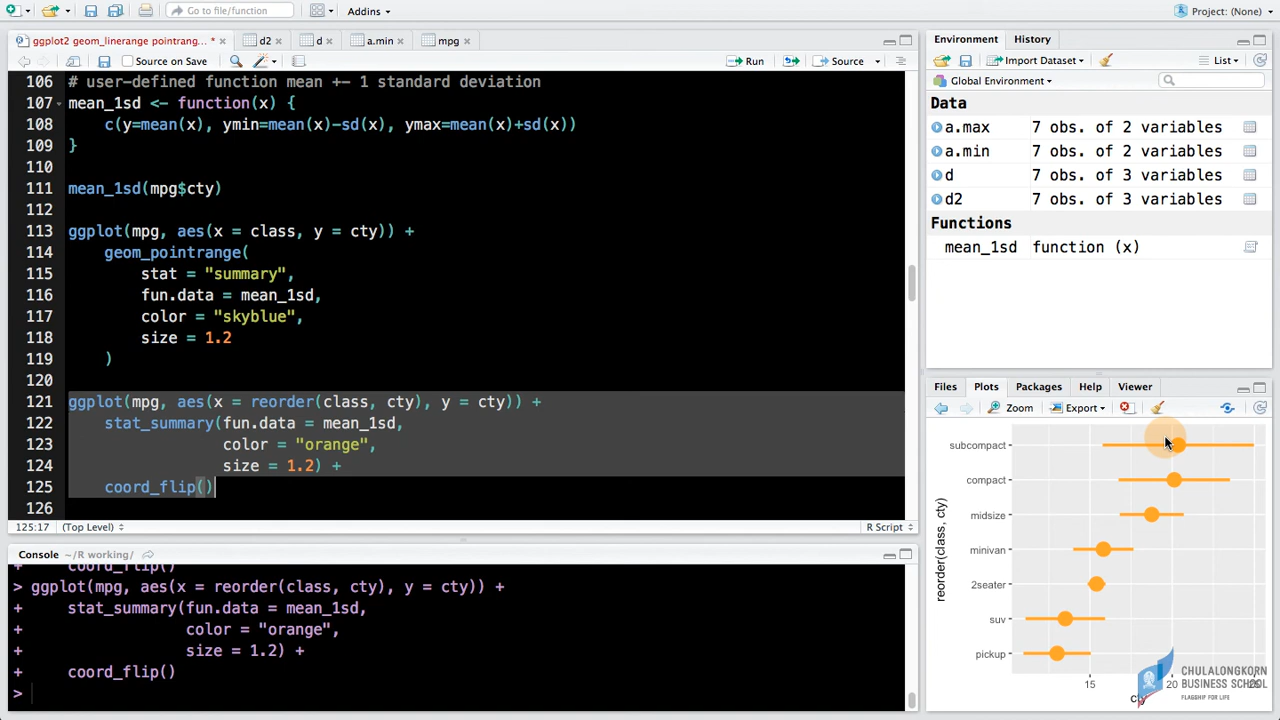 Go to file/function
Addins
Project: (None)
ggplot2 geom_linerange pointrang... *
d2
d
a.min
mpg
Source on Save
Run
Source
106 # user-defined function mean +- 1 standard deviation
107 mean_1sd <- function(x) {
108 c(y=mean(x), ymin=mean(x)-sd(x), ymax=mean(x)+sd(x))
109 }
110
111 mean_1sd(mpg$cty)
112
113 ggplot(mpg, aes(x = class, y = cty)) +
114 geom_pointrange(
115 stat = "summary",
116 fun.data = mean_1sd,
117 color = "skyblue",
118 size = 1.2
119 )
120
121 ggplot(mpg, aes(x = reorder(class, cty), y = cty)) +
122 stat_summary(fun.data = mean_1sd,
123 color = "orange",
124 size = 1.2) +
125 coord_flip()
126
125:17 (Top Level) R Script
Console ~/R working/
+ coord_flip()
> ggplot(mpg, aes(x = reorder(class, cty), y = cty)) +
+ stat_summary(fun.data = mean_1sd,
+ color = "orange",
+ size = 1.2) +
+ coord_flip()
>
Environment History
Import Dataset List
Global Environment
Data
a.max 7 obs. of 2 variables
a.min 7 obs. of 2 variables
d 7 obs. of 3 variables
d2 7 obs. of 3 variables
Functions
mean_1sd function (x)
Files Plots Packages Help Viewer
Zoom Export
subcompact
compact
midsize
minivan
2seater
suv
pickup
reorder(class, cty)
15 20
CHULALONGKORN
BUSINESS SCHOOL
FLAGSHIP FOR LIFE